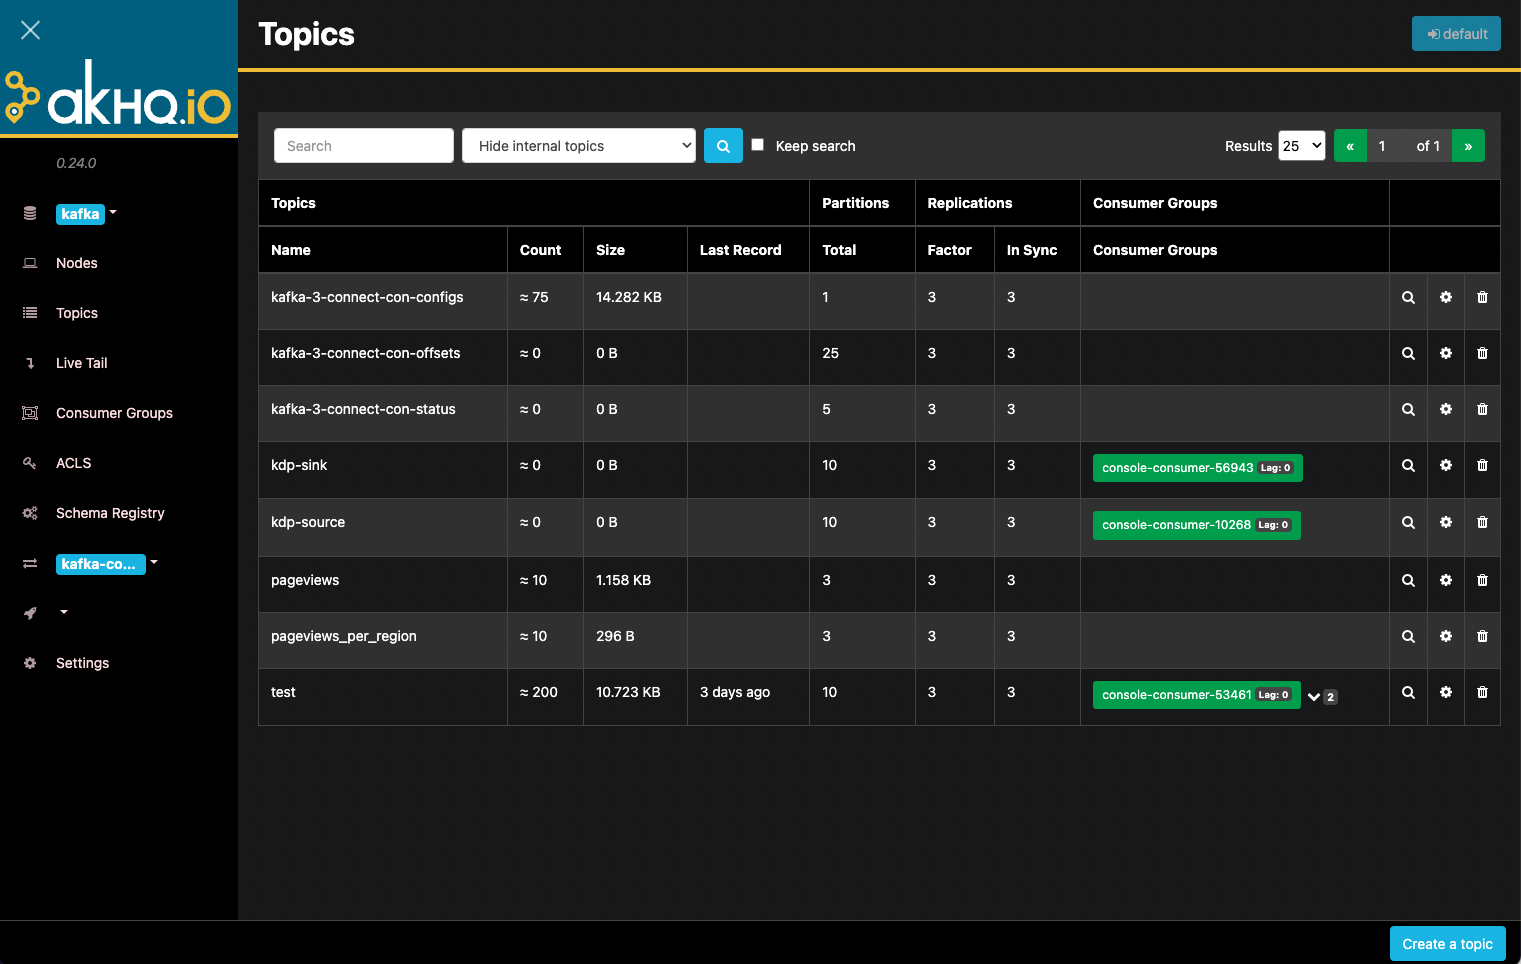 Topics
default
akHQ.io
0.24.0
kafka
Nodes
Topics
Live Tail
Consumer Groups
ACLS
Schema Registry
kafka-co...
Settings
Search Hide internal topics Keep search Results 25 « 1 of 1 »
Topics Partitions Replications Consumer Groups
Name Count Size Last Record Total Factor In Sync Consumer Groups
kafka-3-connect-con-configs ≈ 75 14.282 KB 1 3 3
kafka-3-connect-con-offsets ≈ 0 0 B 25 3 3
kafka-3-connect-con-status ≈ 0 0 B 5 3 3
kdp-sink ≈ 0 0 B 10 3 3 console-consumer-56943 Lag: 0
kdp-source ≈ 0 0 B 10 3 3 console-consumer-10268 Lag: 0
pageviews ≈ 10 1.158 KB 3 3 3
pageviews_per_region ≈ 10 296 B 3 3 3
test ≈ 200 10.723 KB 3 days ago 10 3 3 console-consumer-53461 Lag: 0 2
Create a topic